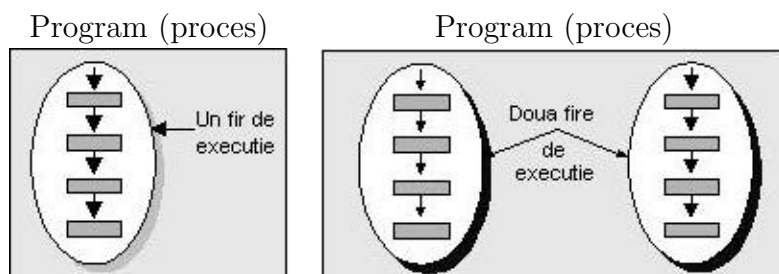 Program (proces)
Program (proces)
Un fir de
executie
Doua fire
de
executie